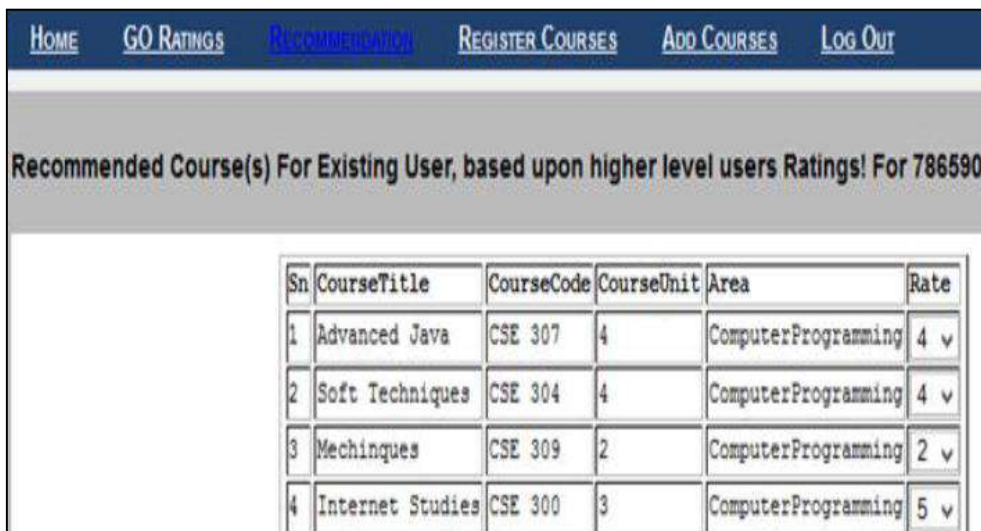 HOME GO RATINGS RECOMMENDATION REGISTER COURSES ADD COURSES LOG OUT
Recommended Course(s) For Existing User, based upon higher level users Ratings! For 786590
Sn CourseTitle CourseCode CourseUnit Area Rate
1 Advanced Java CSE 307 4 ComputerProgramming 4
2 Soft Techniques CSE 304 4 ComputerProgramming 4
3 Mechinques CSE 309 2 ComputerProgramming 2
4 Internet Studies CSE 300 3 ComputerProgramming 5